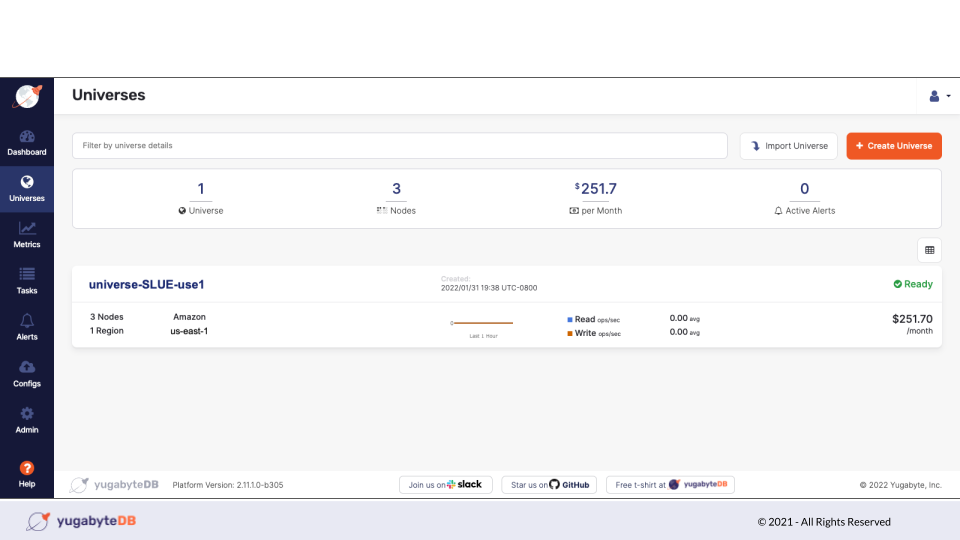 Universes
Dashboard
Universes
Metrics
Tasks
Alerts
Configs
Admin
Help
Filter by universe details
Import Universe
+ Create Universe
1
Universe
3
Nodes
$251.7
per Month
0
Active Alerts
universe-SLUE-use1
Created:
2022/01/31 19:38 UTC-0800
Ready
3 Nodes
1 Region
Amazon
us-east-1
0
Last 1 Hour
Read ops/sec 0.00 avg
Write ops/sec 0.00 avg
$251.70
/month
yugabyteDB
Platform Version: 2.11.1.0-b305
Join us on slack
Star us on GitHub
Free t-shirt at yugabyteDB
© 2022 Yugabyte, Inc.
yugabyteDB
© 2021 - All Rights Reserved